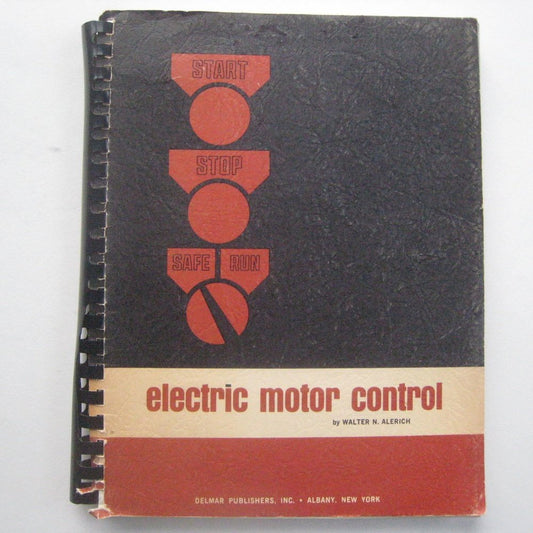 START
STOP
SAFE RUN
electric motor control
by WALTER N. ALERICH
DELMAR PUBLISHERS, INC. • ALBANY, NEW YORK